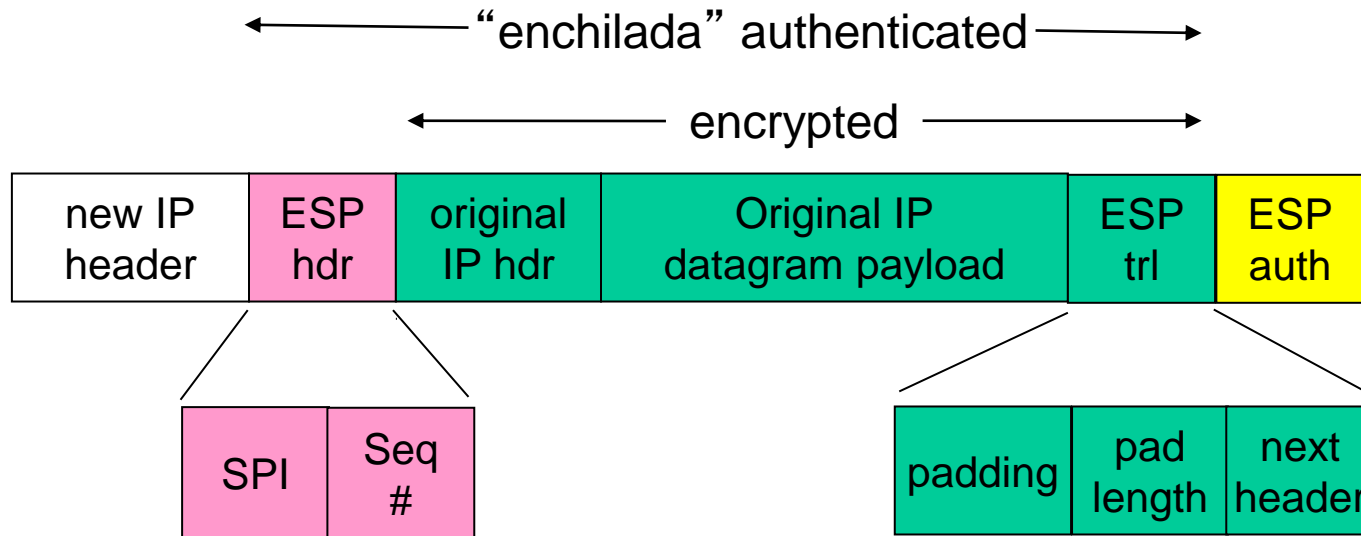 “enchilada” authenticated
encrypted
new IP
header
ESP
hdr
original
IP hdr
Original IP
datagram payload
ESP
trl
ESP
auth
SPI
Seq
#
padding
pad
length
next
header